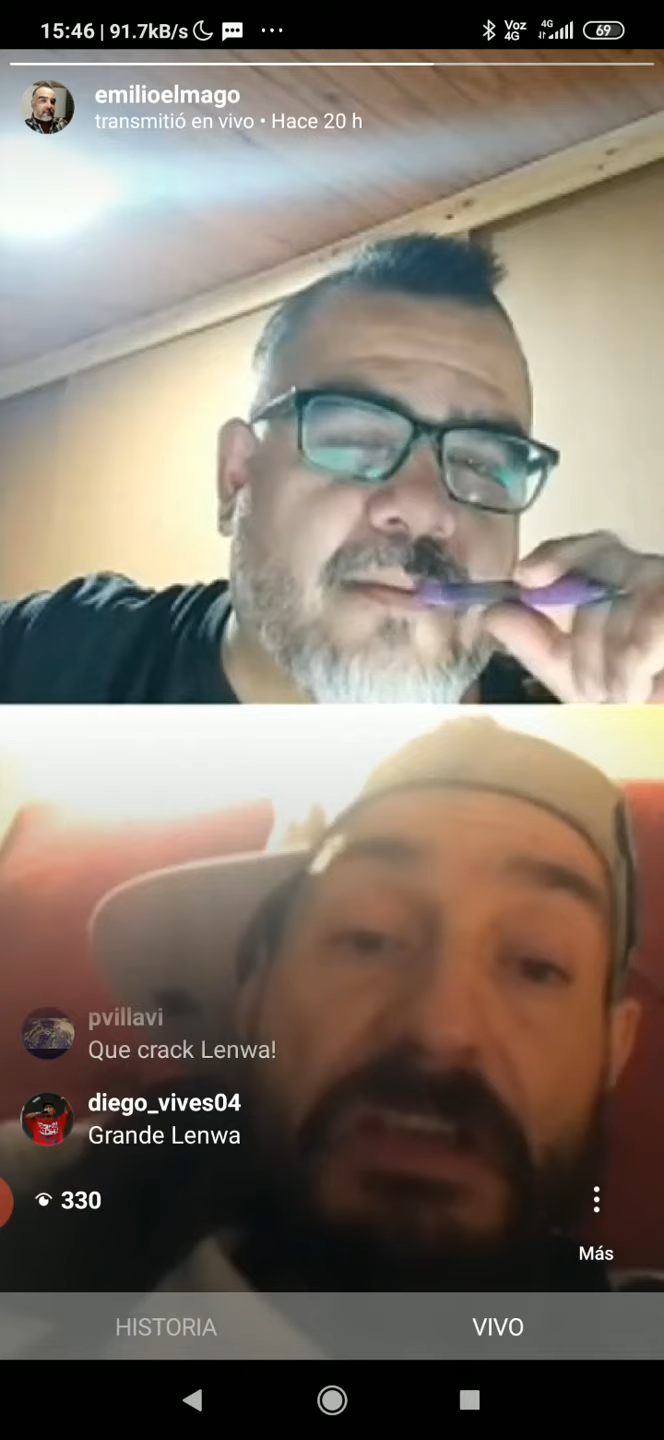 15:46 | 91.7kB/s ... Voz 4G 4G 69
emilioelmago
transmitió en vivo • Hace 20 h
pvillavi
Que crack Lenwa!
diego_vives04
Grande Lenwa
330
Más
HISTORIA VIVO